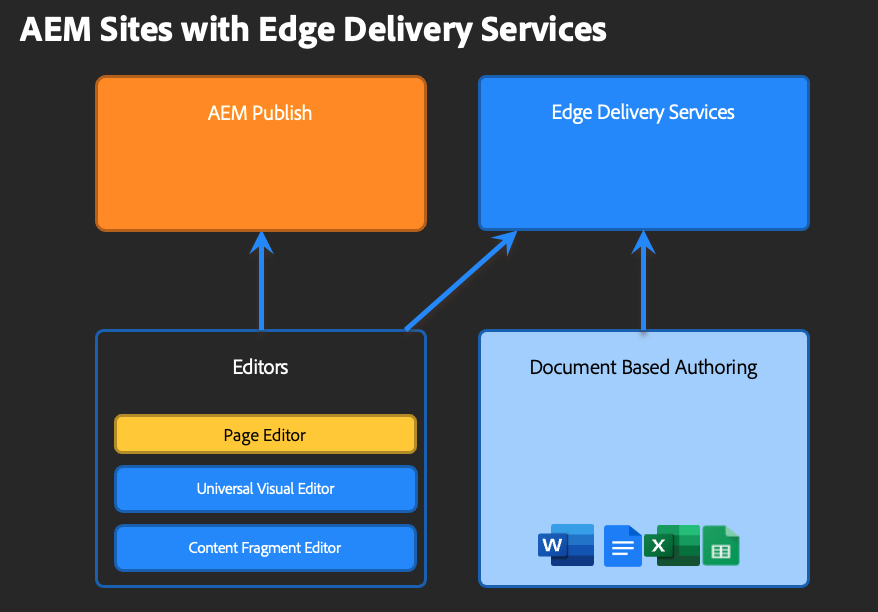 AEM Sites with Edge Delivery Services
AEM Publish
Edge Delivery Services
Editors
Page Editor
Universal Visual Editor
Content Fragment Editor
Document Based Authoring
W
X